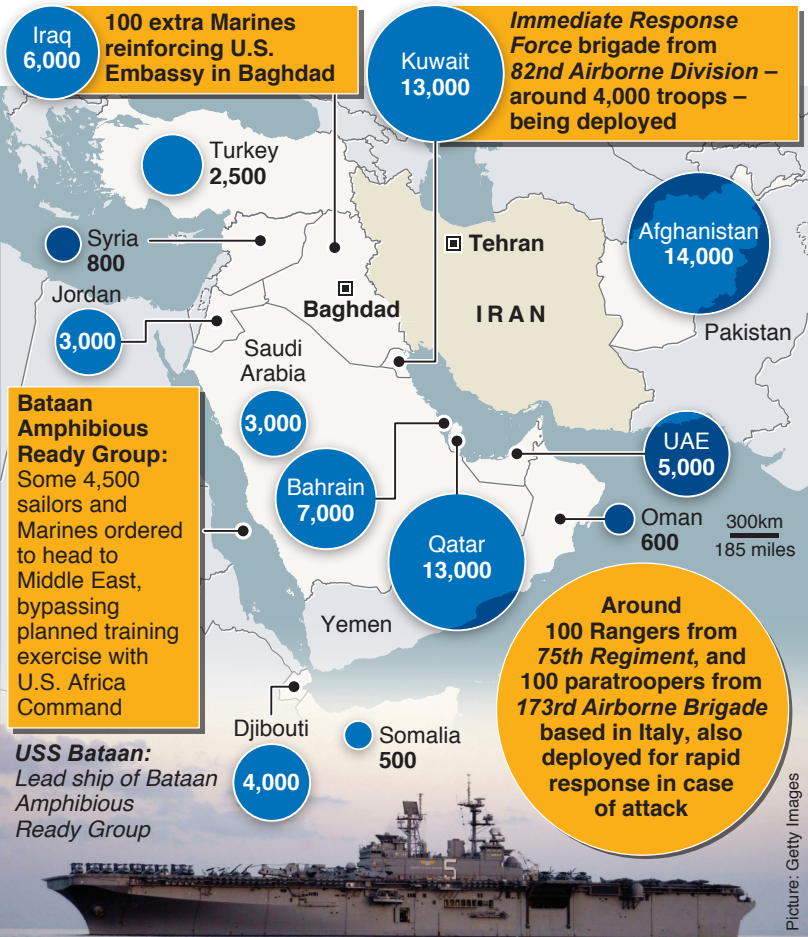 Iraq
6,000
100 extra Marines
reinforcing U.S.
Embassy in Baghdad
Kuwait
13,000
Immediate Response
Force brigade from
82nd Airborne Division –
around 4,000 troops –
being deployed
Turkey
2,500
Syria
800
Tehran
Afghanistan
14,000
Jordan
3,000
Baghdad
IRAN
Pakistan
Saudi
Arabia
3,000
Bataan
Amphibious
Ready Group:
Some 4,500
sailors and
Marines ordered
to head to
Middle East,
bypassing
planned training
exercise with
U.S. Africa
Command
Bahrain
7,000
UAE
5,000
Qatar
13,000
Oman
600
300km
185 miles
Yemen
Around
100 Rangers from
75th Regiment, and
100 paratroopers from
173rd Airborne Brigade
based in Italy, also
deployed for rapid
response in case
of attack
Djibouti
4,000
Somalia
500
USS Bataan:
Lead ship of Bataan
Amphibious
Ready Group
5
Picture: Getty Images